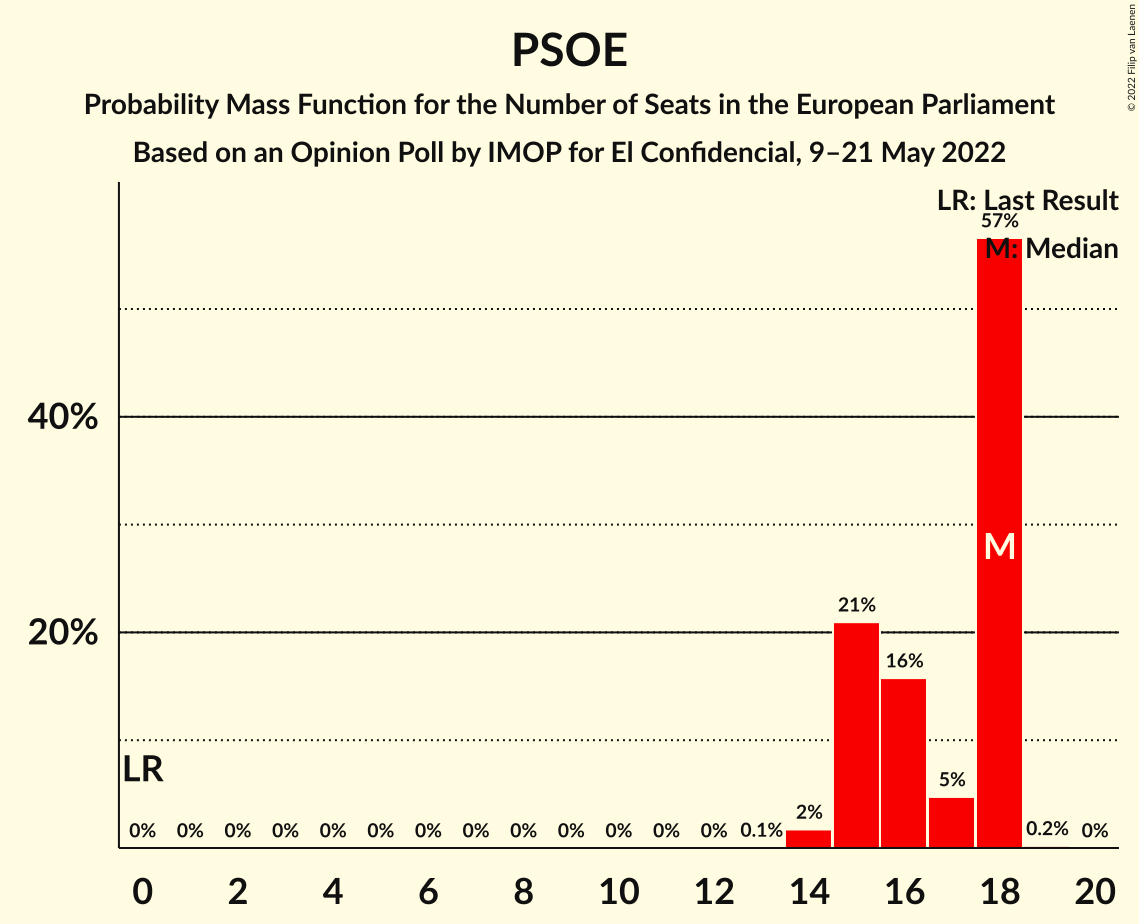 PSOE
Probability Mass Function for the Number of Seats in the European Parliament
Based on an Opinion Poll by IMOP for El Confidencial, 9–21 May 2022
© 2022 Filip van Laenen
LR: Last Result
57%
M: Median
40%
M
21%
20%
16%
LR
5%
2%
0% 0% 0% 0% 0% 0% 0% 0% 0% 0% 0% 0% 0% 0.1% 0.2% 0%
0 2 4 6 8 10 12 14 16 18 20